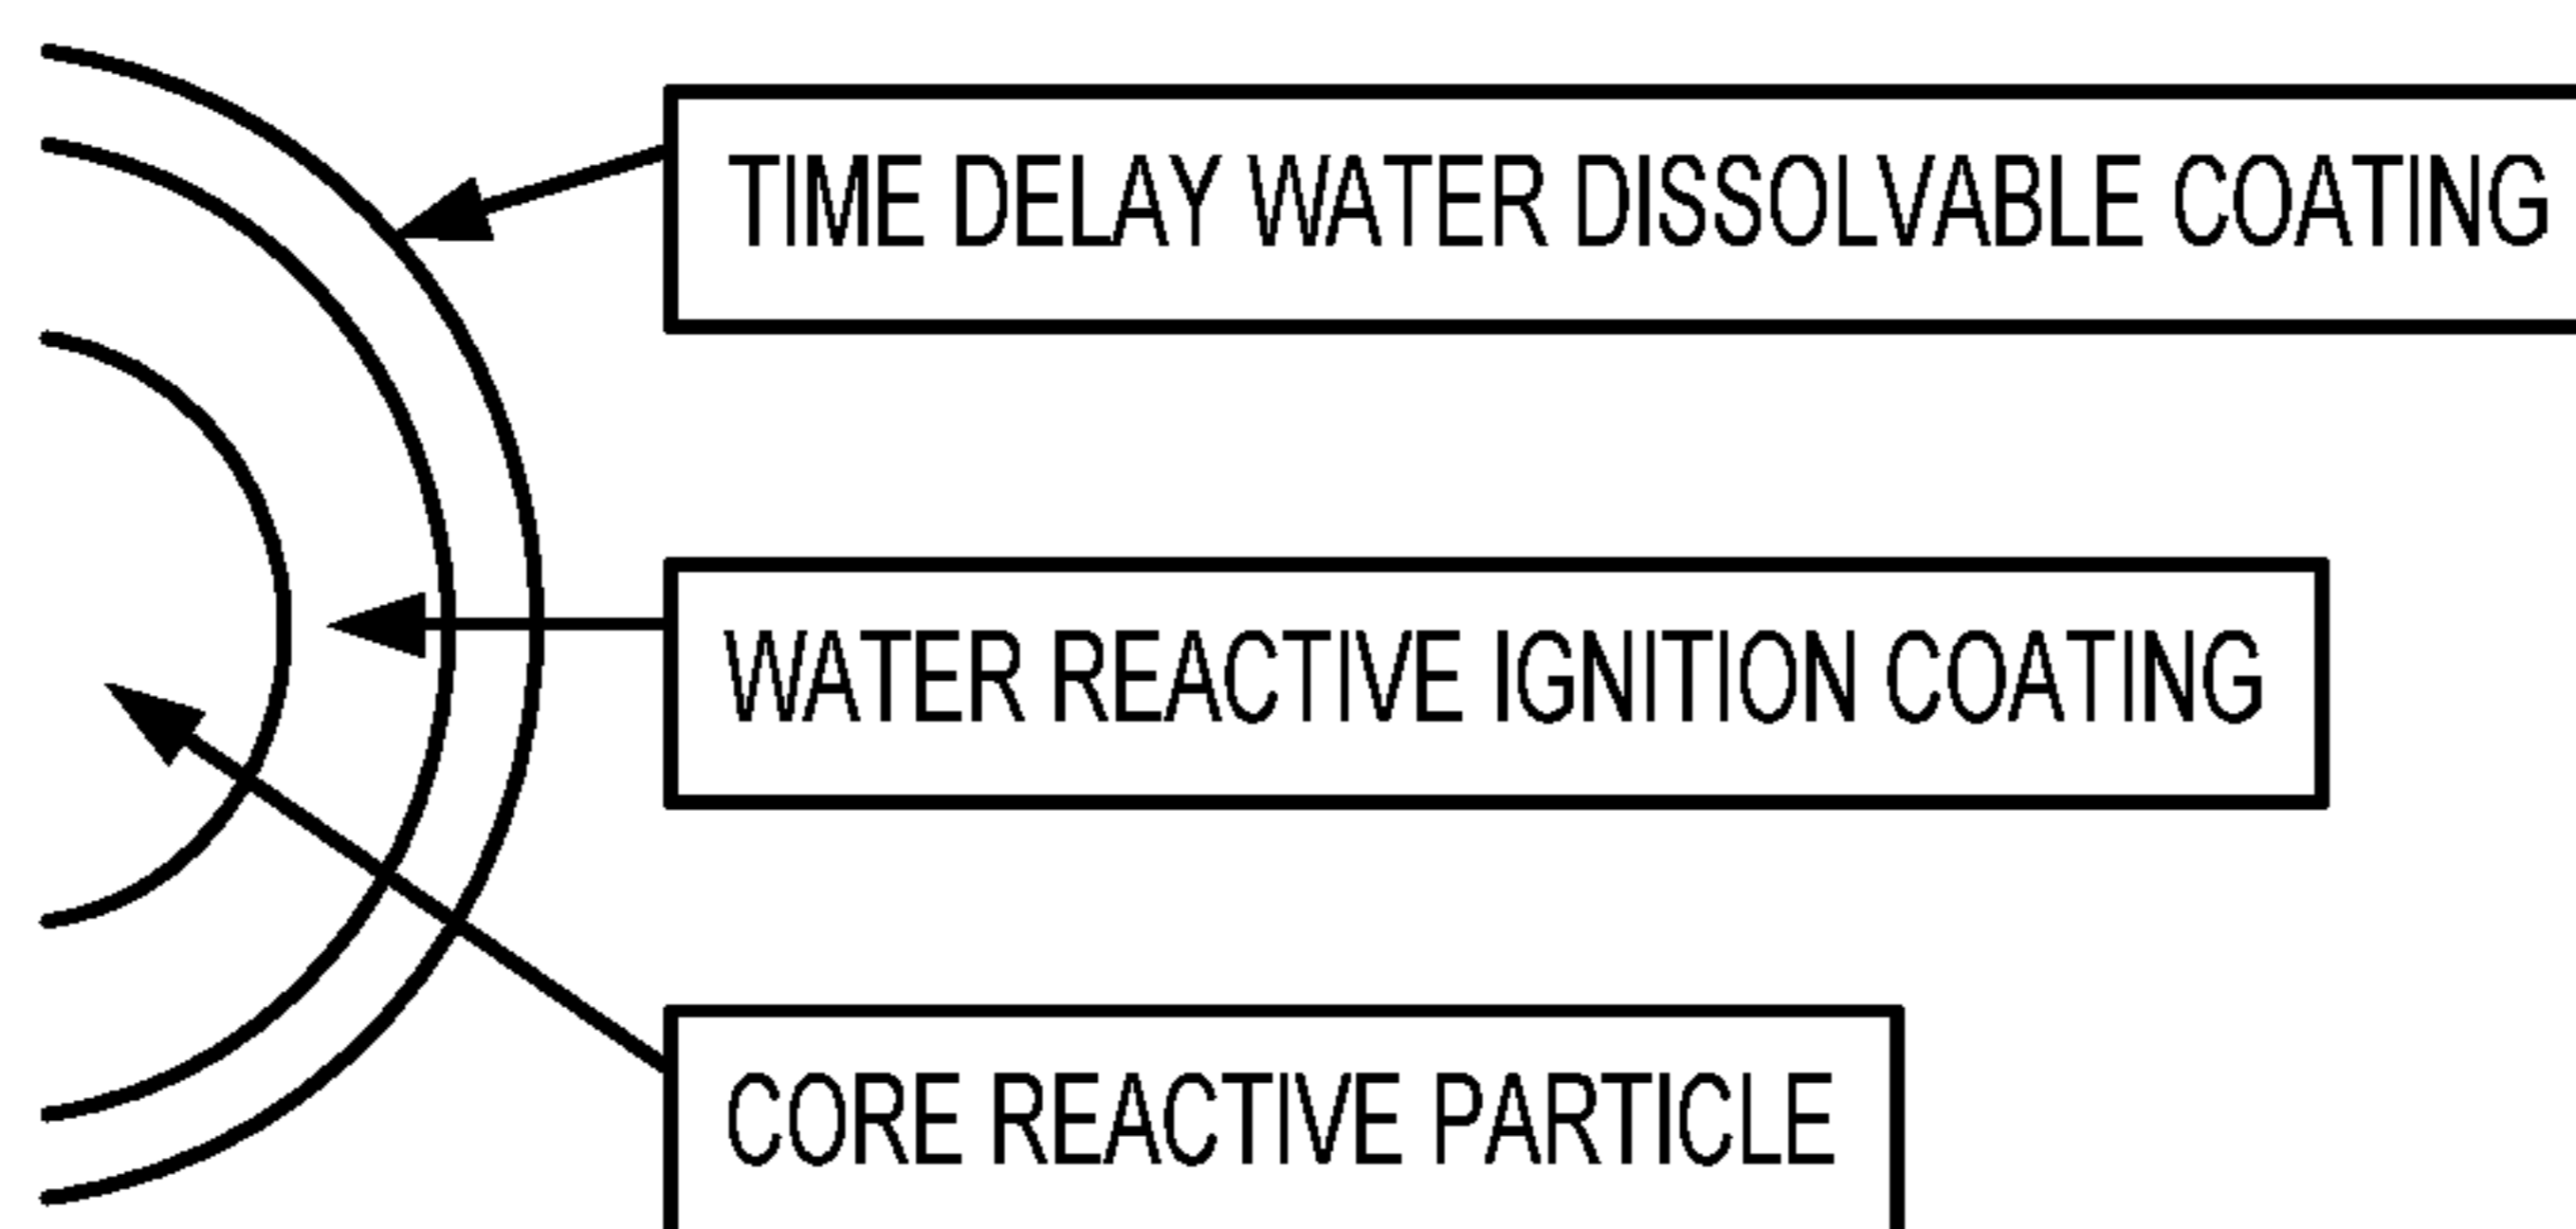 TIME DELAY WATER DISSOLVABLE COATING
WATER REACTIVE IGNITION COATING
CORE REACTIVE PARTICLE